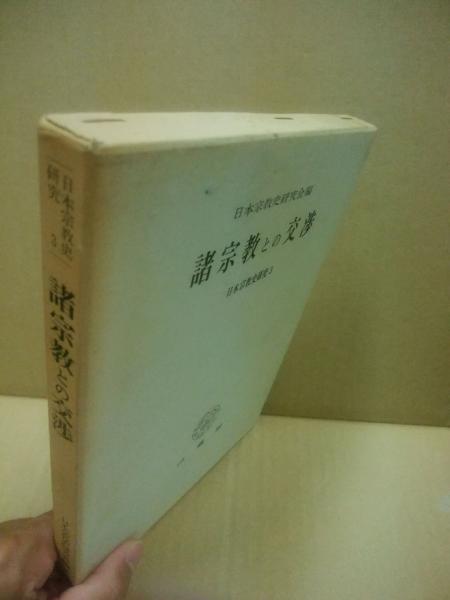 日本宗教史研究会編
諸宗教との交渉
日本宗教史研究3
日本宗教史
研究
3
諸宗教との交渉